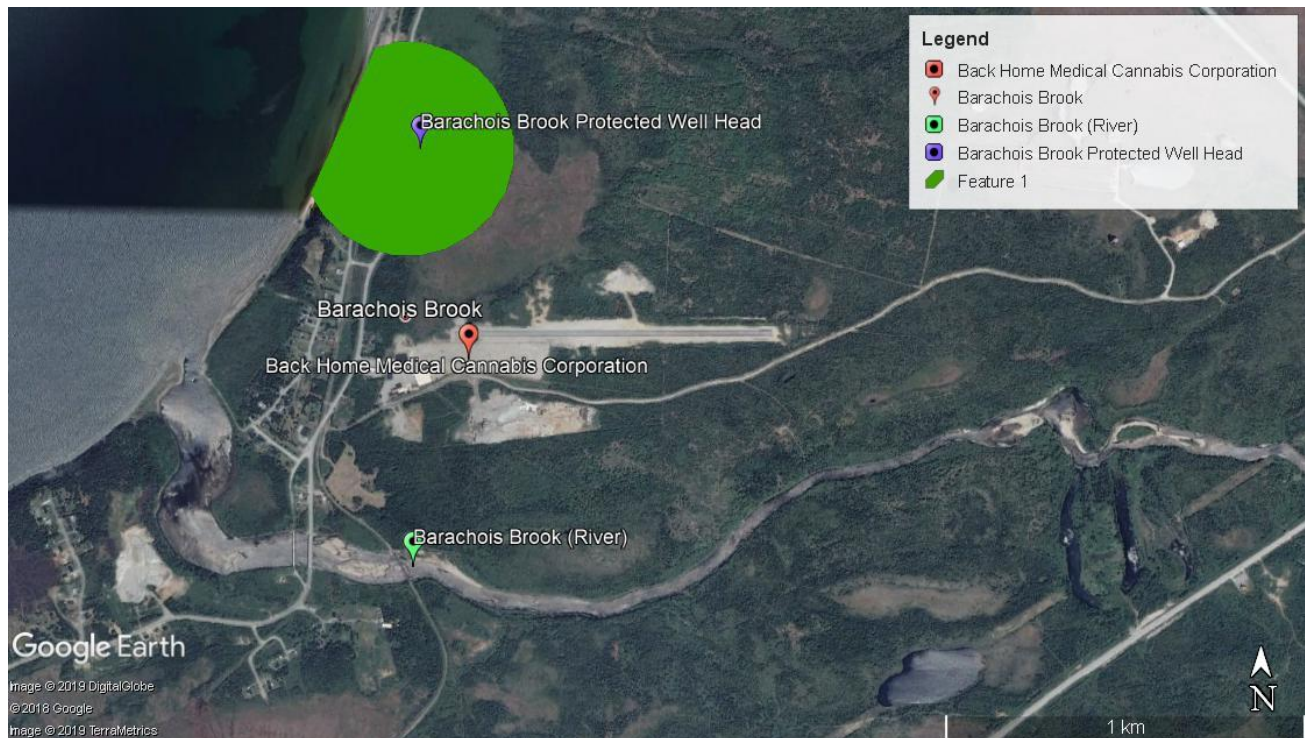 Legend
Back Home Medical Cannabis Corporation
Barachois Brook
Barachois Brook (River)
Barachois Brook Protected Well Head
Feature 1
Barachois Brook Protected Well Head
Barachois Brook
Back Home Medical Cannabis Corporation
Barachois Brook (River)
Google Earth
Image © 2019 DigitalGlobe
© 2018 Google
Image © 2019 TerraMetrics
N
1 km